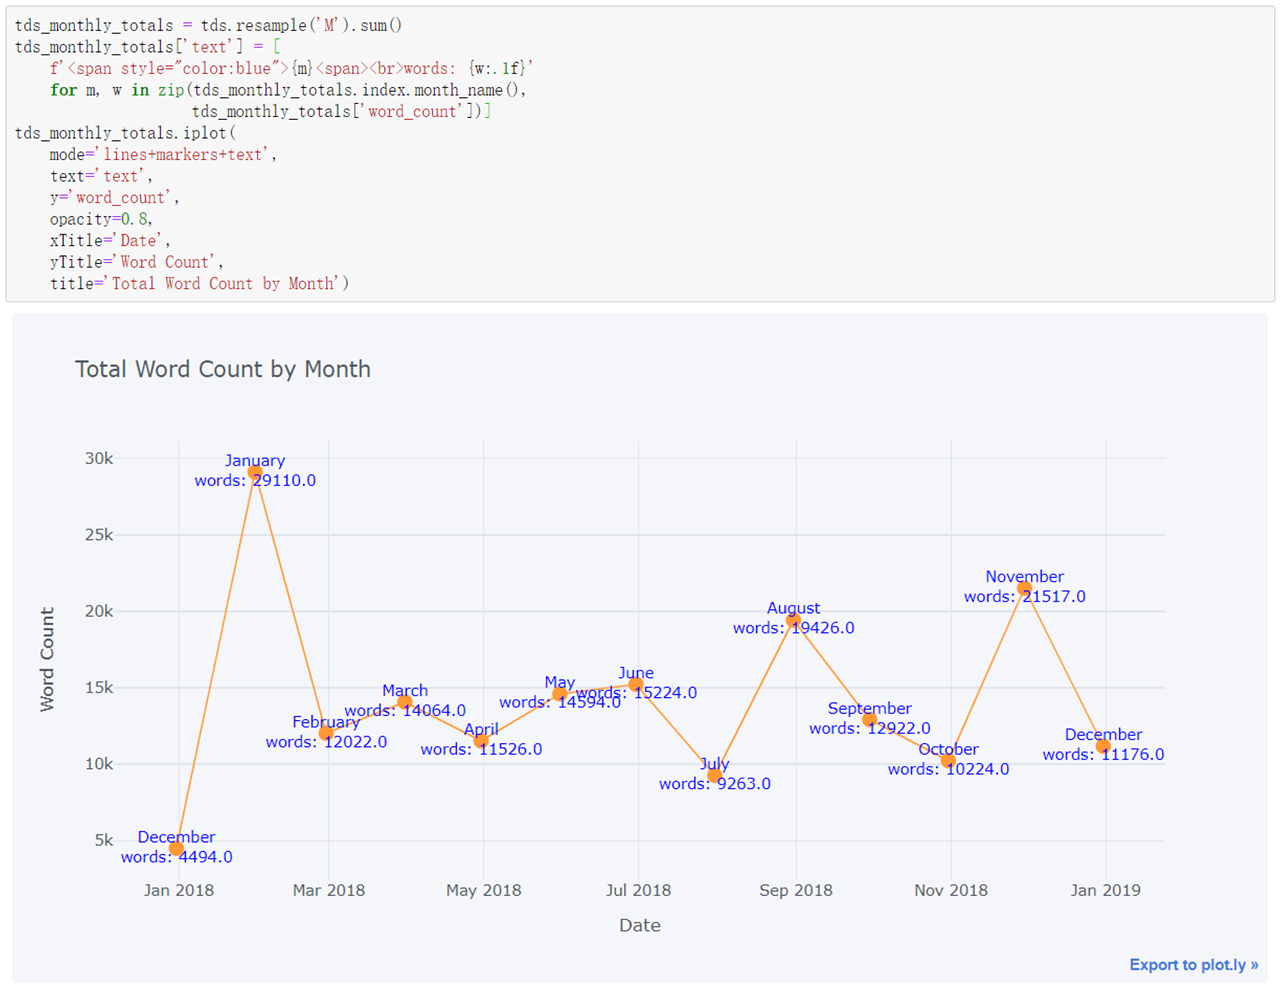 tds_monthly_totals = tds.resample('M').sum()
tds_monthly_totals['text'] = [
    f'<span style="color:blue">{m}<span><br>words: {w:.1f}'
    for m, w in zip(tds_monthly_totals.index.month_name(),
                    tds_monthly_totals['word_count'])]
tds_monthly_totals.iplot(
    mode='lines+markers+text',
    text='text',
    y='word_count',
    opacity=0.8,
    xTitle='Date',
    yTitle='Word Count',
    title='Total Word Count by Month')
Total Word Count by Month
Word Count
30k
25k
20k
15k
10k
5k
December
words: 4494.0
January
words: 29110.0
February
words: 12022.0
March
words: 14064.0
April
words: 11526.0
May
words: 14594.0
June
words: 15224.0
July
words: 9263.0
August
words: 19426.0
September
words: 12922.0
October
words: 10224.0
November
words: 21517.0
December
words: 11176.0
Jan 2018
Mar 2018
May 2018
Jul 2018
Sep 2018
Nov 2018
Jan 2019
Date
Export to plot.ly »